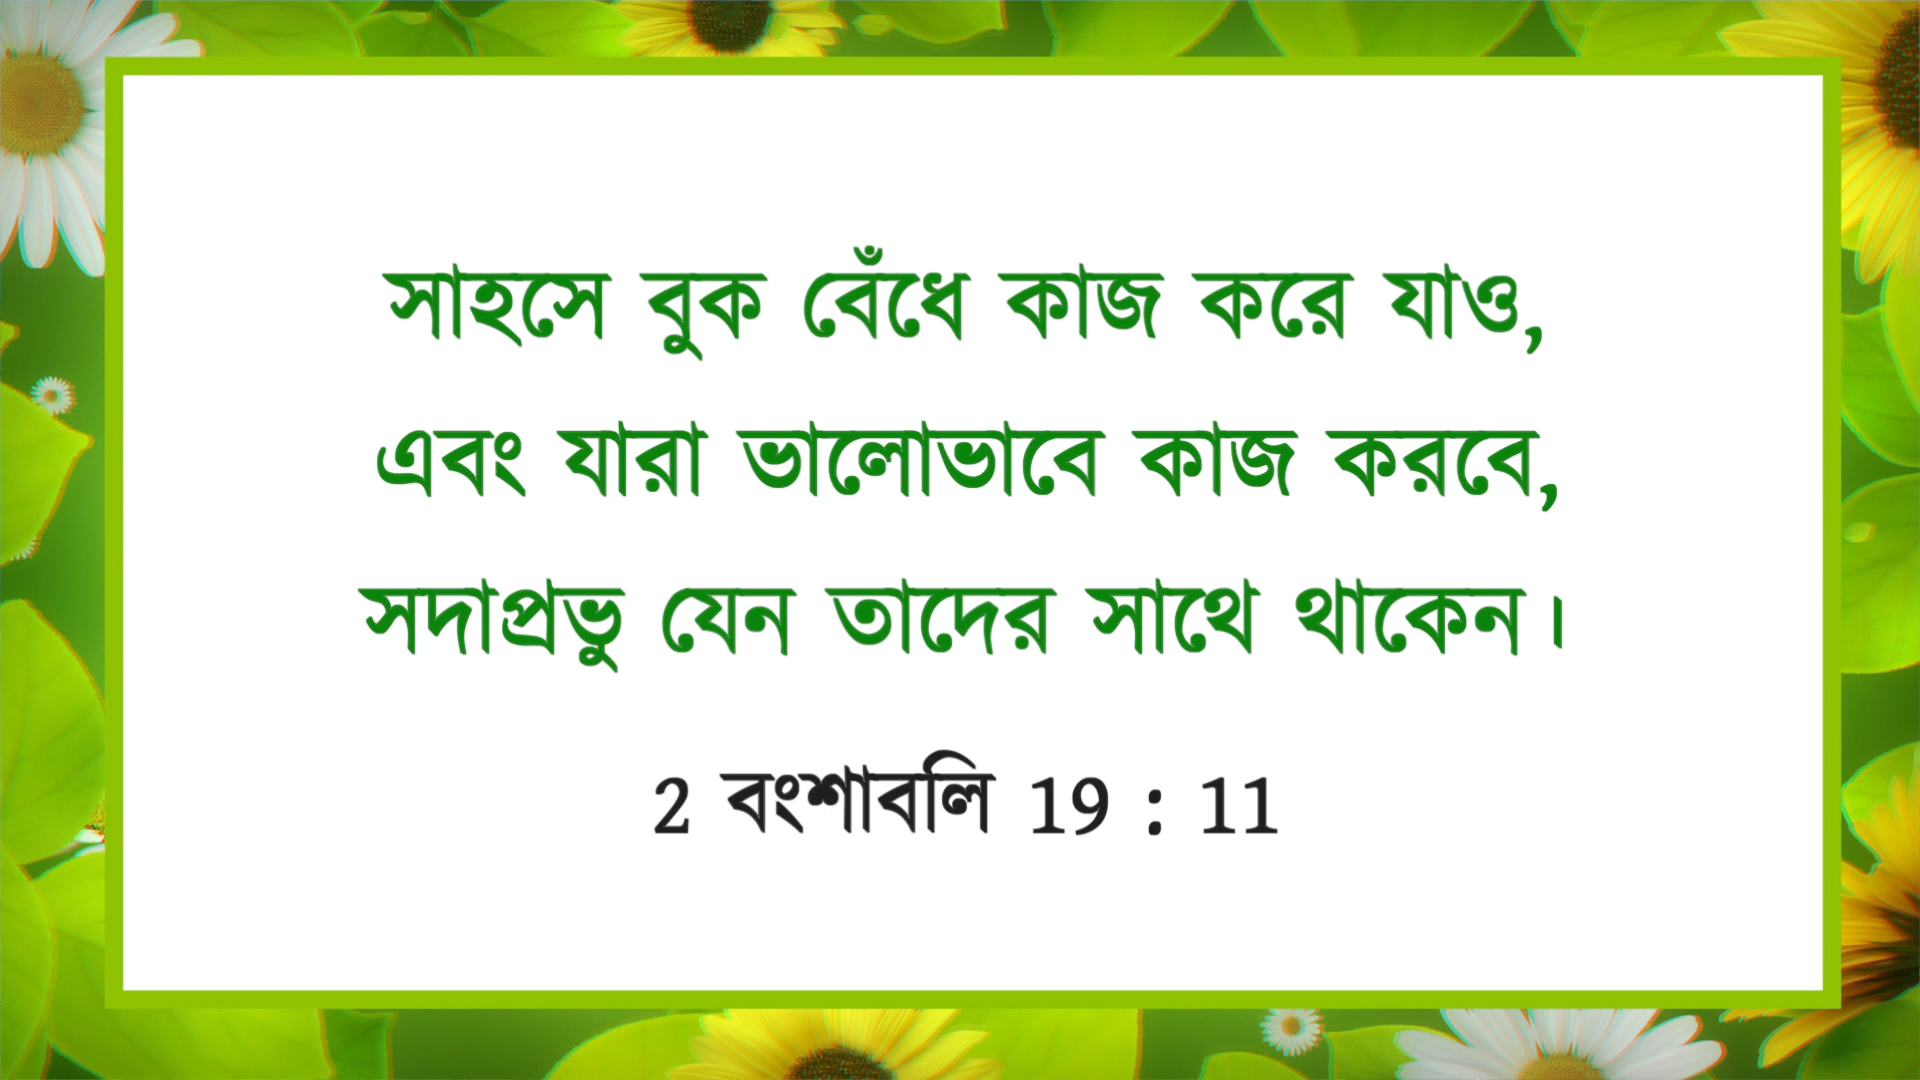 সাহসে বুক বেঁধে কাজ করে যাও,
এবং যারা ভালোভাবে কাজ করবে,
সদাপ্রভু যেন তাদের সাথে থাকেন।
2 বংশাবলি 19 : 11